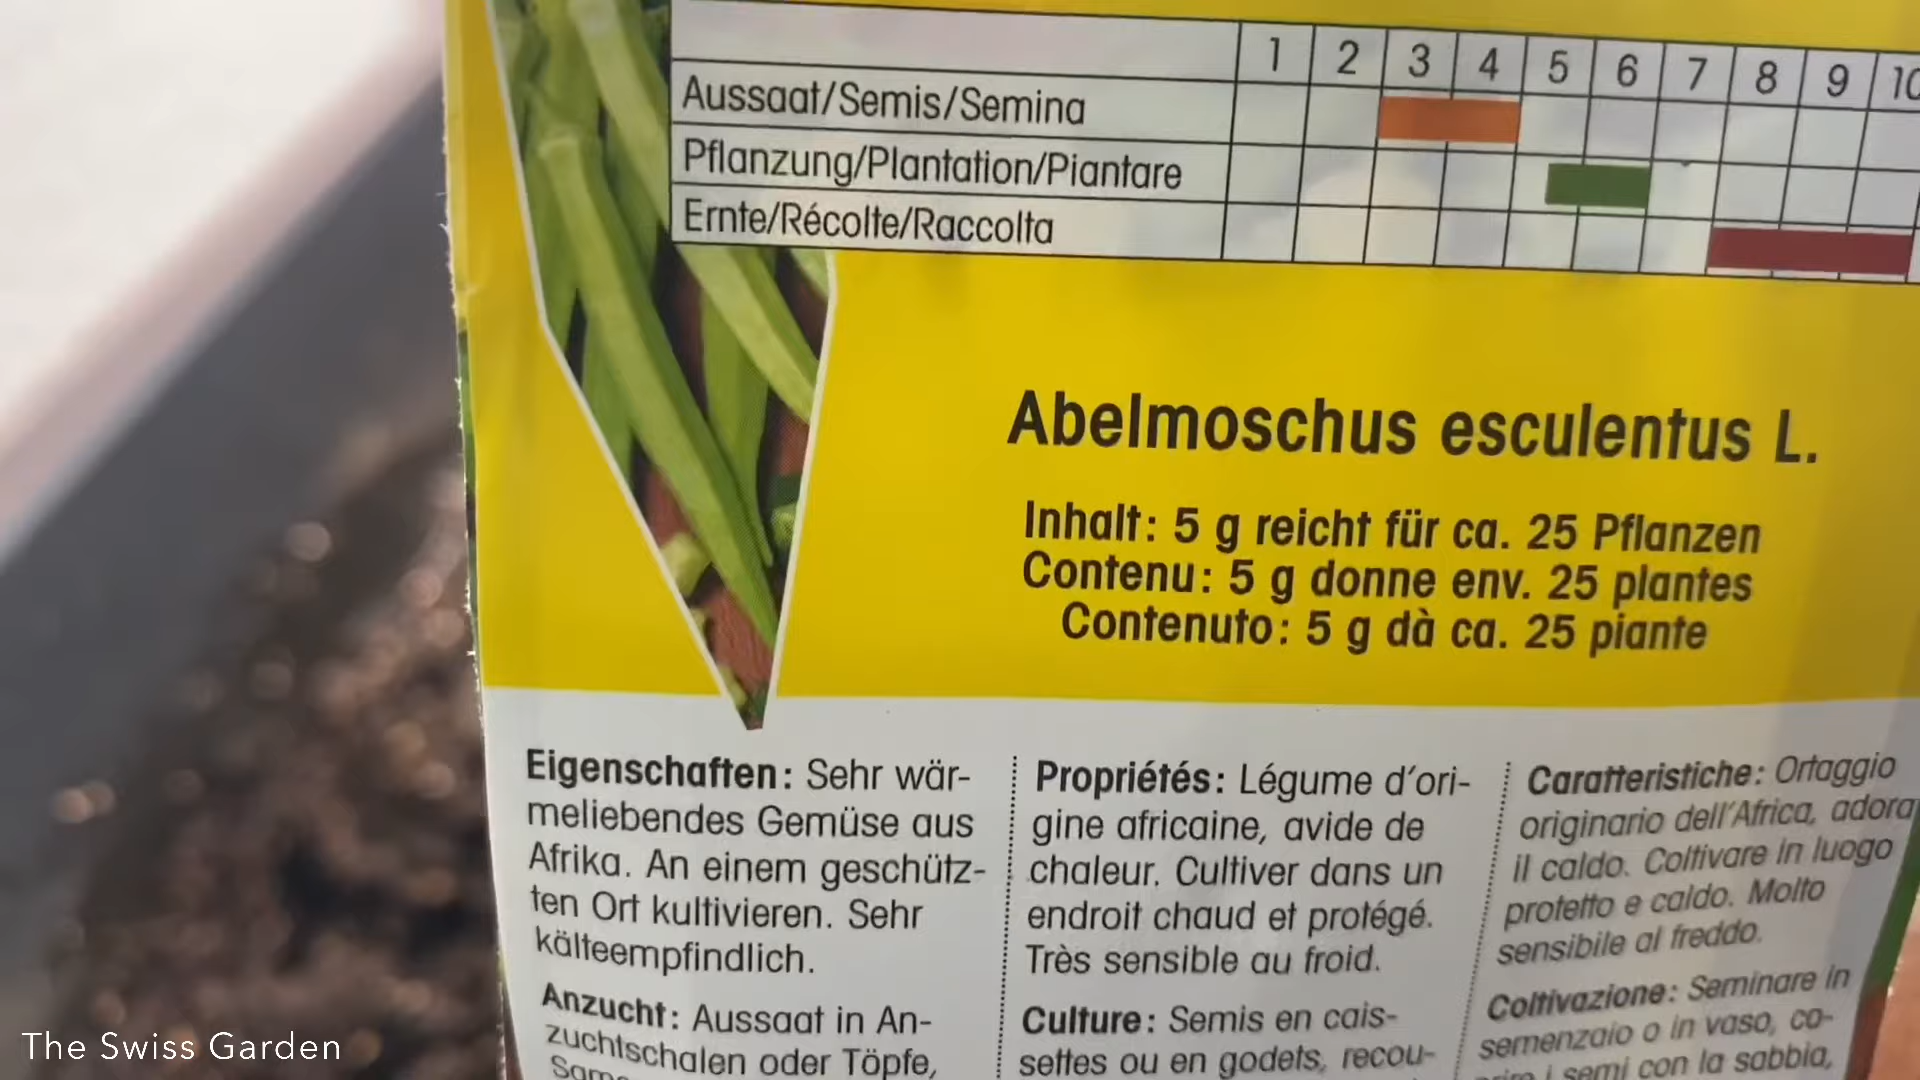 1 2 3 4 5 6 7 8 9 10
Aussaat/Semis/Semina
Pflanzung/Plantation/Piantare
Ernte/Récolte/Raccolta
Abelmoschus esculentus L.
Inhalt: 5 g reicht für ca. 25 Pflanzen
Contenu: 5 g donne env. 25 plantes
Contenuto: 5 g dà ca. 25 piante
Eigenschaften: Sehr wär-
meliebendes Gemüse aus
Afrika. An einem geschütz-
ten Ort kultivieren. Sehr
kälteempfindlich.
Anzucht: Aussaat in An-
zuchtschalen oder Töpfe,
Propriétés: Légume d'ori-
gine africaine, avide de
chaleur. Cultiver dans un
endroit chaud et protégé.
Très sensible au froid.
Culture: Semis en cais-
settes ou en godets, recou-
Caratteristiche: Ortaggio
originario dell'Africa, adora
il caldo. Coltivare in luogo
protetto e caldo. Molto
sensibile al freddo.
Coltivazione: Seminare in
semenzaio o in vaso, co-
i semi con la sabbia,
The Swiss Garden